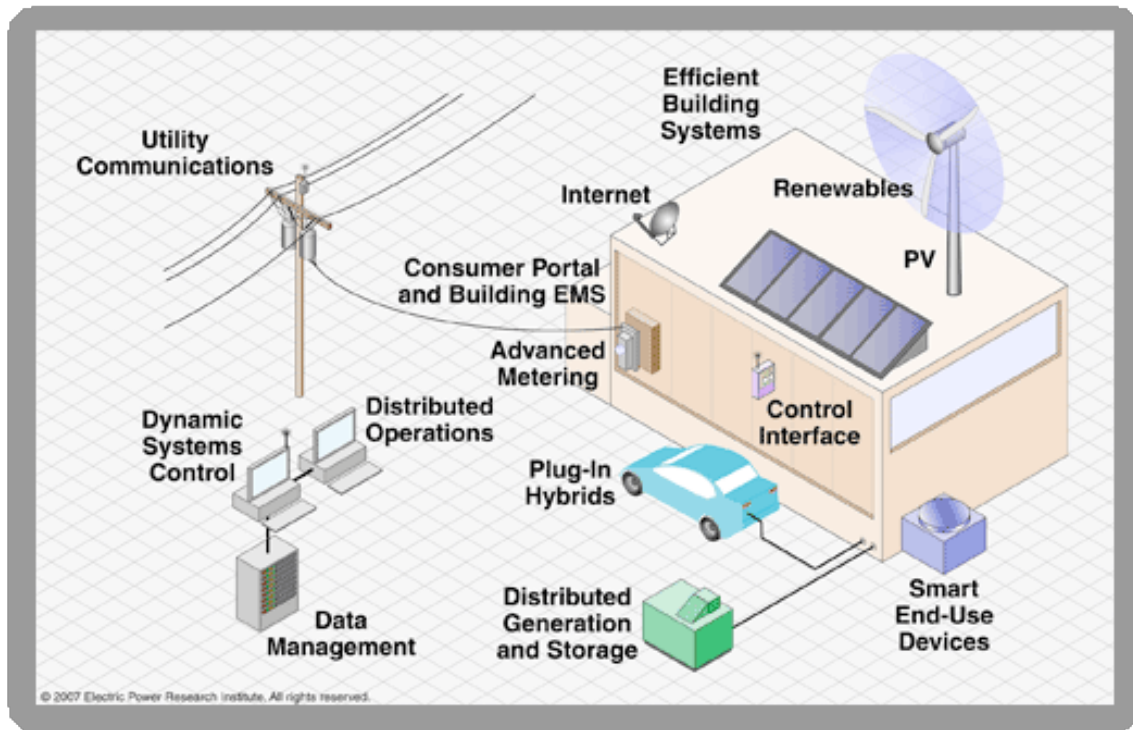 Efficient
Building
Systems
Utility
Communications
Renewables
Internet
PV
Consumer Portal
and Building EMS
Advanced
Metering
Control
Interface
Dynamic
Systems
Control
Distributed
Operations
Plug-In
Hybrids
Smart
End-Use
Devices
Distributed
Generation
and Storage
Data
Management
© 2007 Electric Power Research Institute, All rights reserved.